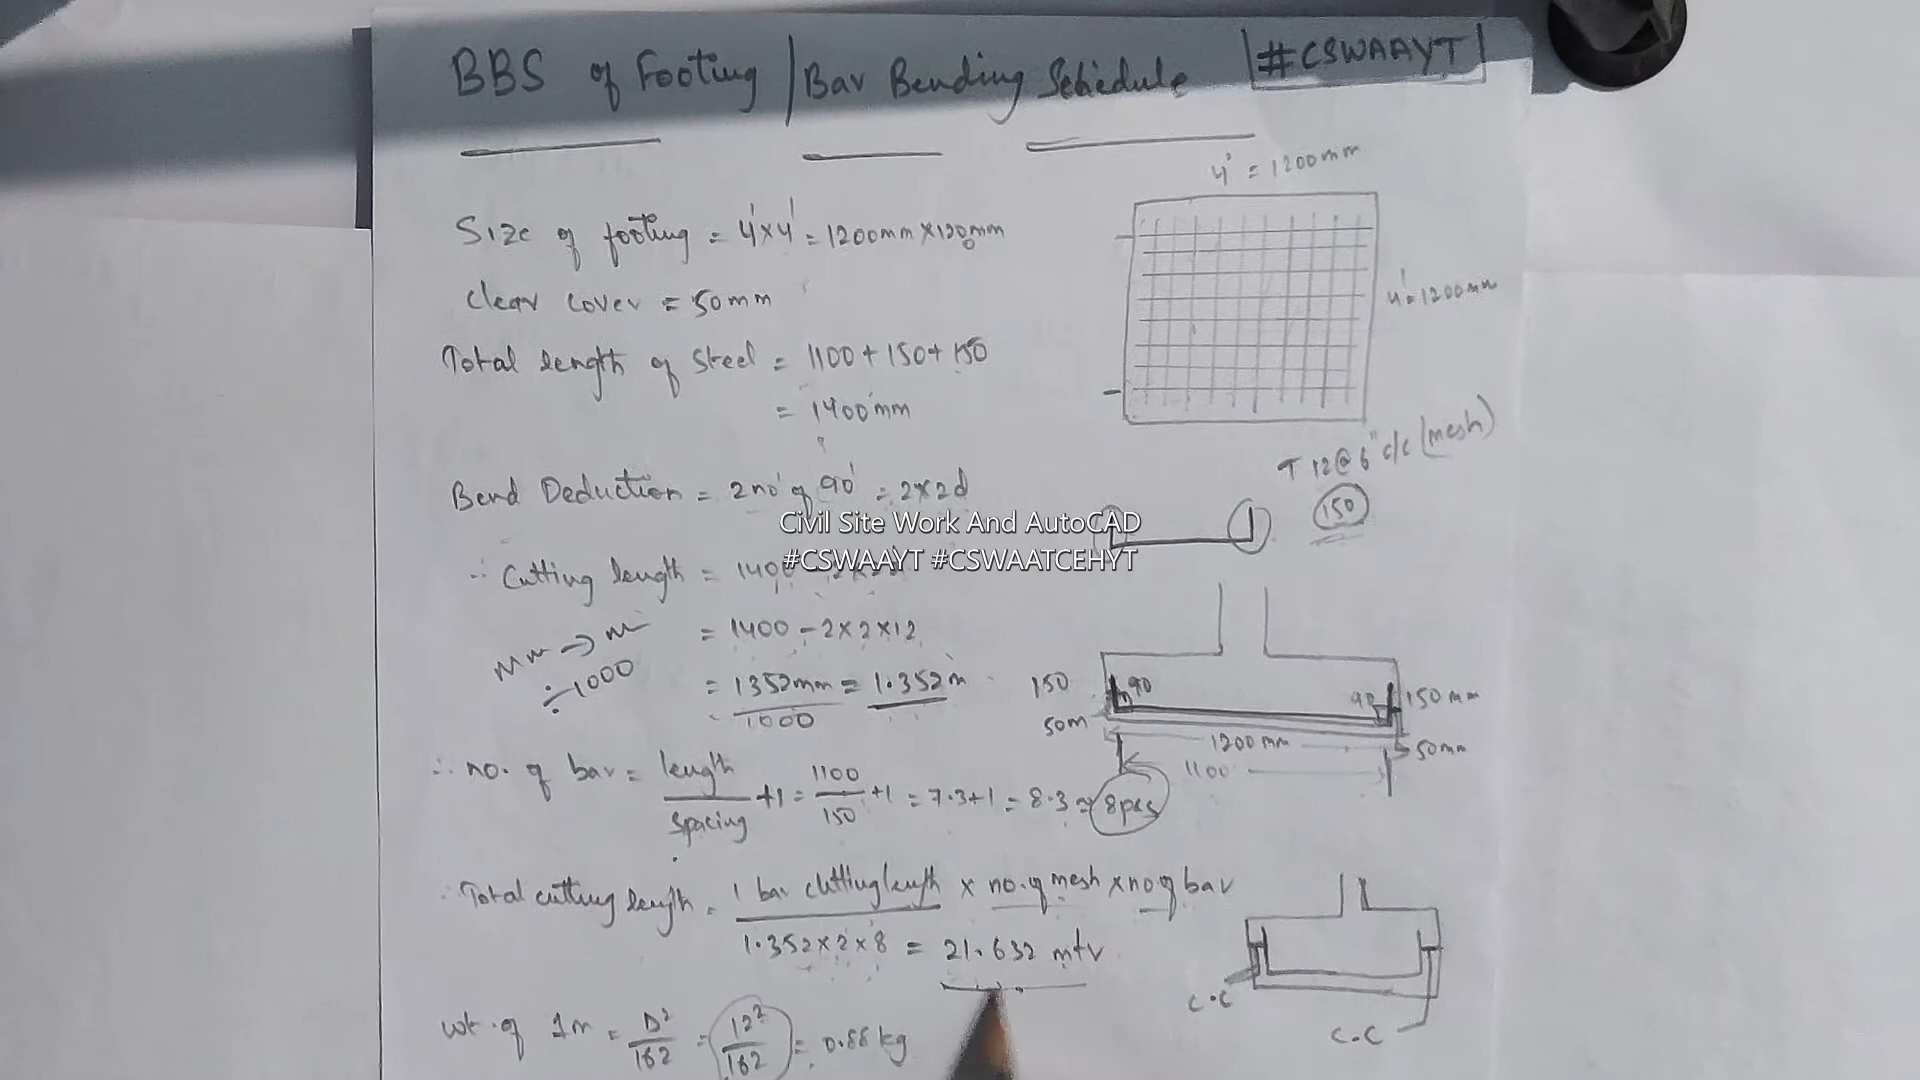 BBS of Footing | Bar Bending Schedule |#CSWAAYT|
4' = 1200mm
Size of footing = 4'x4' = 1200mm x 1200mm
4' = 1200mm
Clear Cover = 50mm
Total length of Steel = 1100 + 150 + 150
= 1400mm
T 12@ 6" c/c (mesh)
150
Bend Deduction = 2 no' of 90° = 2x2d
Civil Site Work And AutoCAD
#CSWAAYT #CSWAATCEHYT
∴ Cutting length = 1400 - 2x2d
mm → m
÷1000
= 1400 - 2x2x12
= 1352mm = 1.352m
1000
150 90 90 150mm
50m 1200mm 50mm
1100
∴ no. of bar = length / Spacing + 1 = 1100 / 150 + 1 = 7.3+1 = 8.3 = 8pcs
∴ Total cutting length = 1 bar cutting length x no. of mesh x no of bar
1.352x2x8 = 21.632 mtr
C.C
C.C
wt. of 1m = D² / 162 = 12² / 162 = 0.88 kg